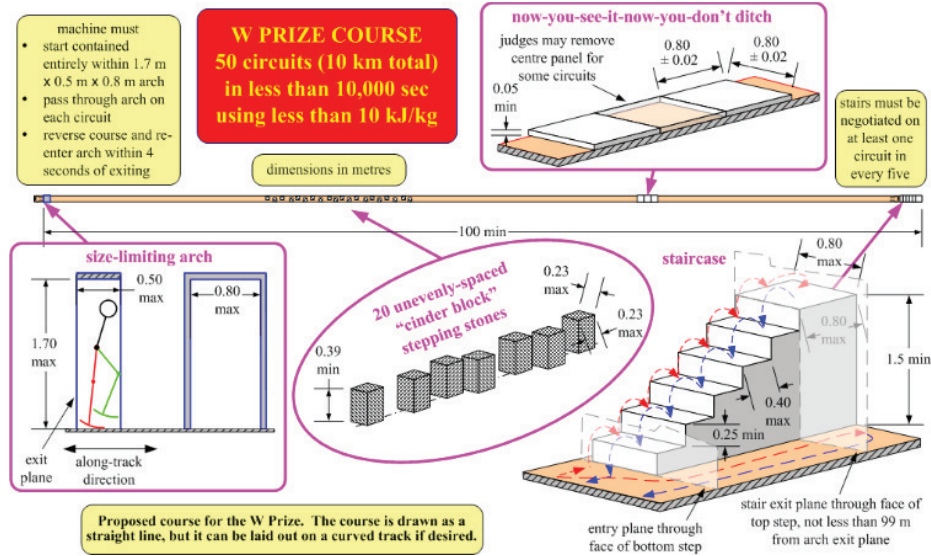 machine must
• start contained
entirely within 1.7 m
x 0.5 m x 0.8 m arch
• pass through arch on
each circuit
• reverse course and re-
enter arch within 4
seconds of exiting
W PRIZE COURSE
50 circuits (10 km total)
in less than 10,000 sec
using less than 10 kJ/kg
now-you-see-it-now-you-don't ditch
judges may remove
centre panel for
some circuits
0.80
± 0.02
0.80
± 0.02
0.05
min
stairs must be
negotiated on
at least one
circuit in
every five
dimensions in metres
100 min
size-limiting arch
0.50
max
0.80
max
1.70
max
exit
plane
along-track
direction
20 unevenly-spaced
“cinder block”
stepping stones
0.23
max
0.23
max
0.39
min
staircase
0.80
max
0.80
max
1.5 min
0.40
max
0.25 min
entry plane through
face of bottom step
stair exit plane through face of
top step, not less than 99 m
from arch exit plane
Proposed course for the W Prize. The course is drawn as a
straight line, but it can be laid out on a curved track if desired.